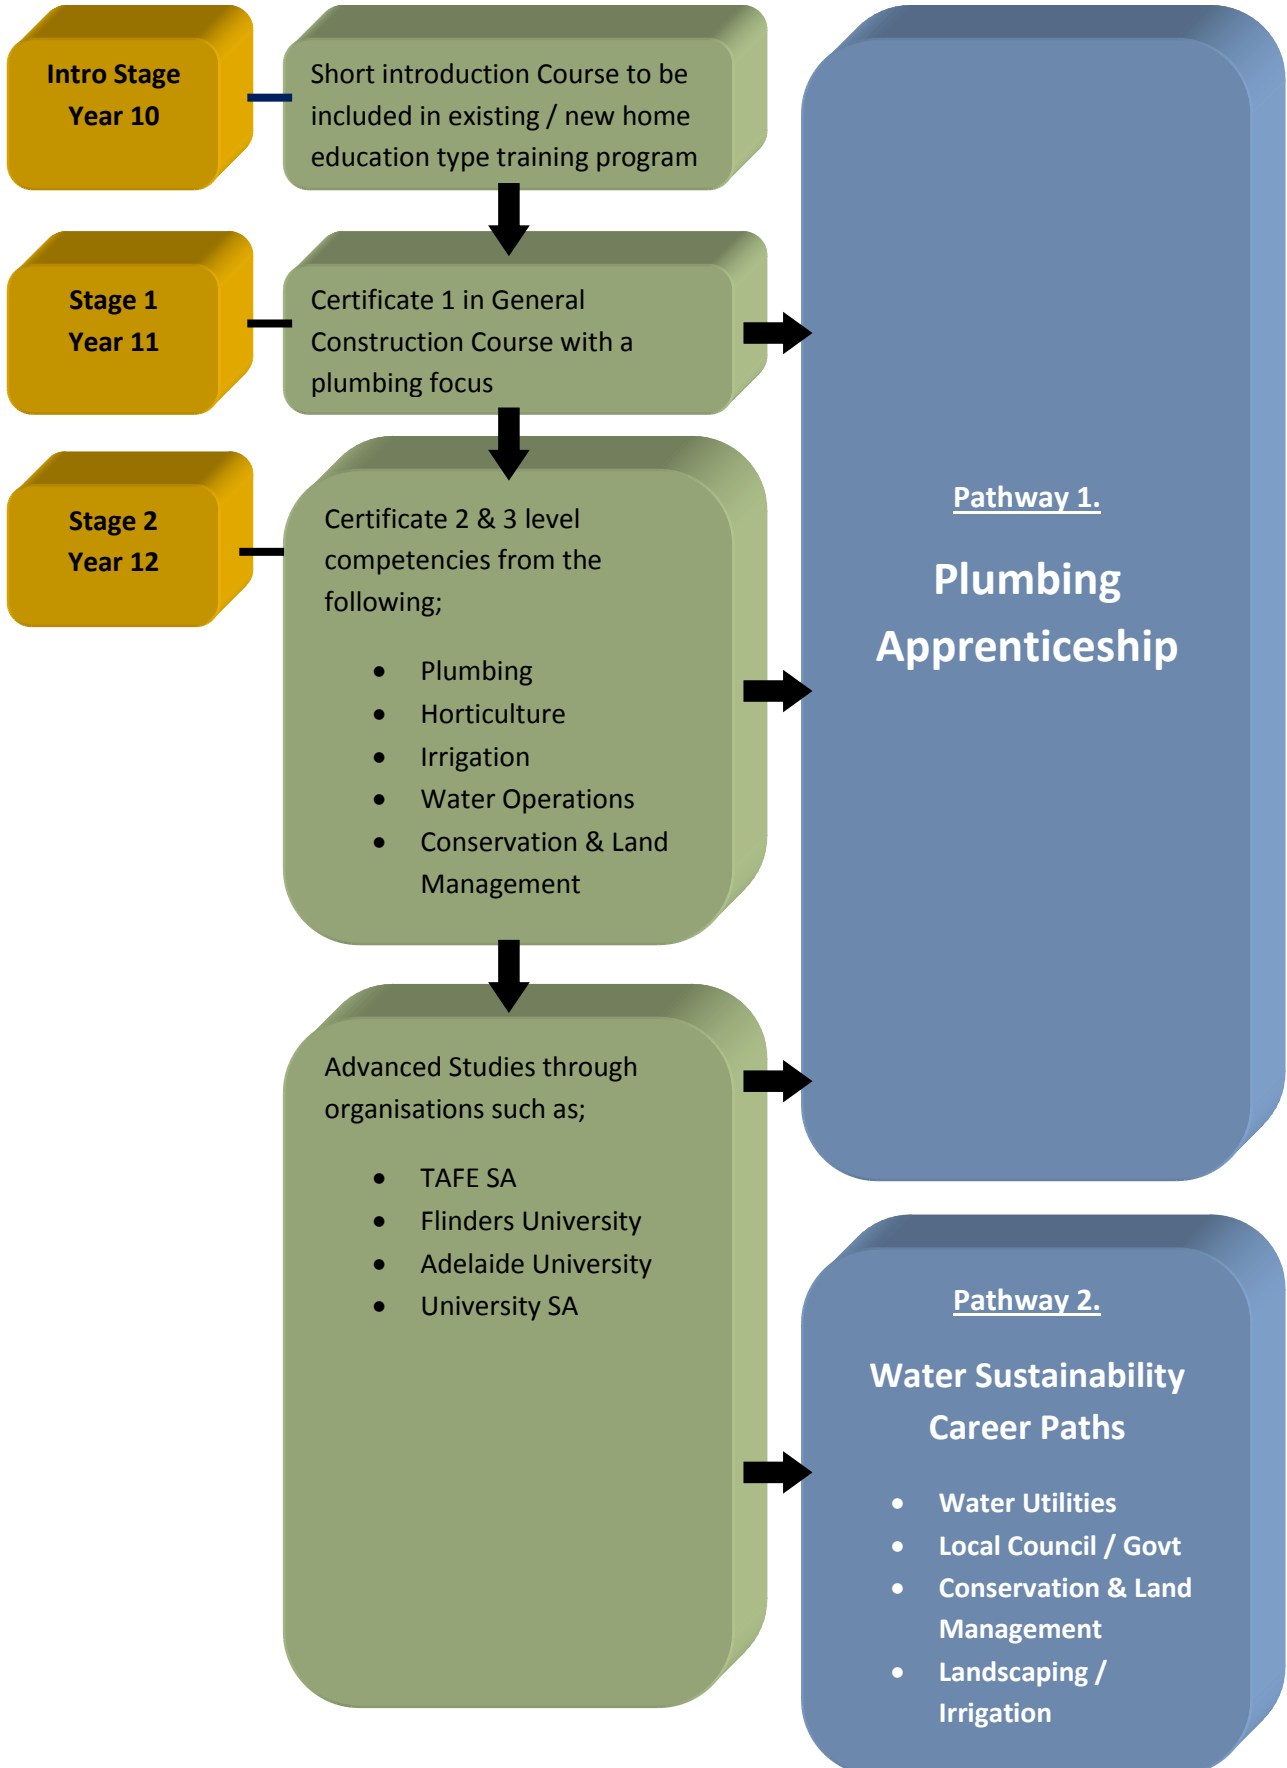 Intro Stage
Year 10
Short introduction Course to be
included in existing / new home
education type training program
Stage 1
Year 11
Certificate 1 in General
Construction Course with a
plumbing focus
Stage 2
Year 12
Certificate 2 & 3 level
competencies from the
following;
• Plumbing
• Horticulture
• Irrigation
• Water Operations
• Conservation & Land
Management
Advanced Studies through
organisations such as;
• TAFE SA
• Flinders University
• Adelaide University
• University SA
Pathway 1.
Plumbing
Apprenticeship
Pathway 2.
Water Sustainability
Career Paths
• Water Utilities
• Local Council / Govt
• Conservation & Land
Management
• Landscaping /
Irrigation